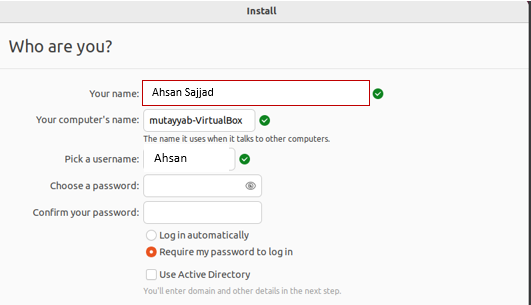 Install
Who are you?
Your name: Ahsan Sajjad
Your computer's name: mutayyab-VirtualBox
The name it uses when it talks to other computers.
Pick a username: Ahsan
Choose a password:
Confirm your password:
Log in automatically
Require my password to log in
Use Active Directory
You'll enter domain and other details in the next step.